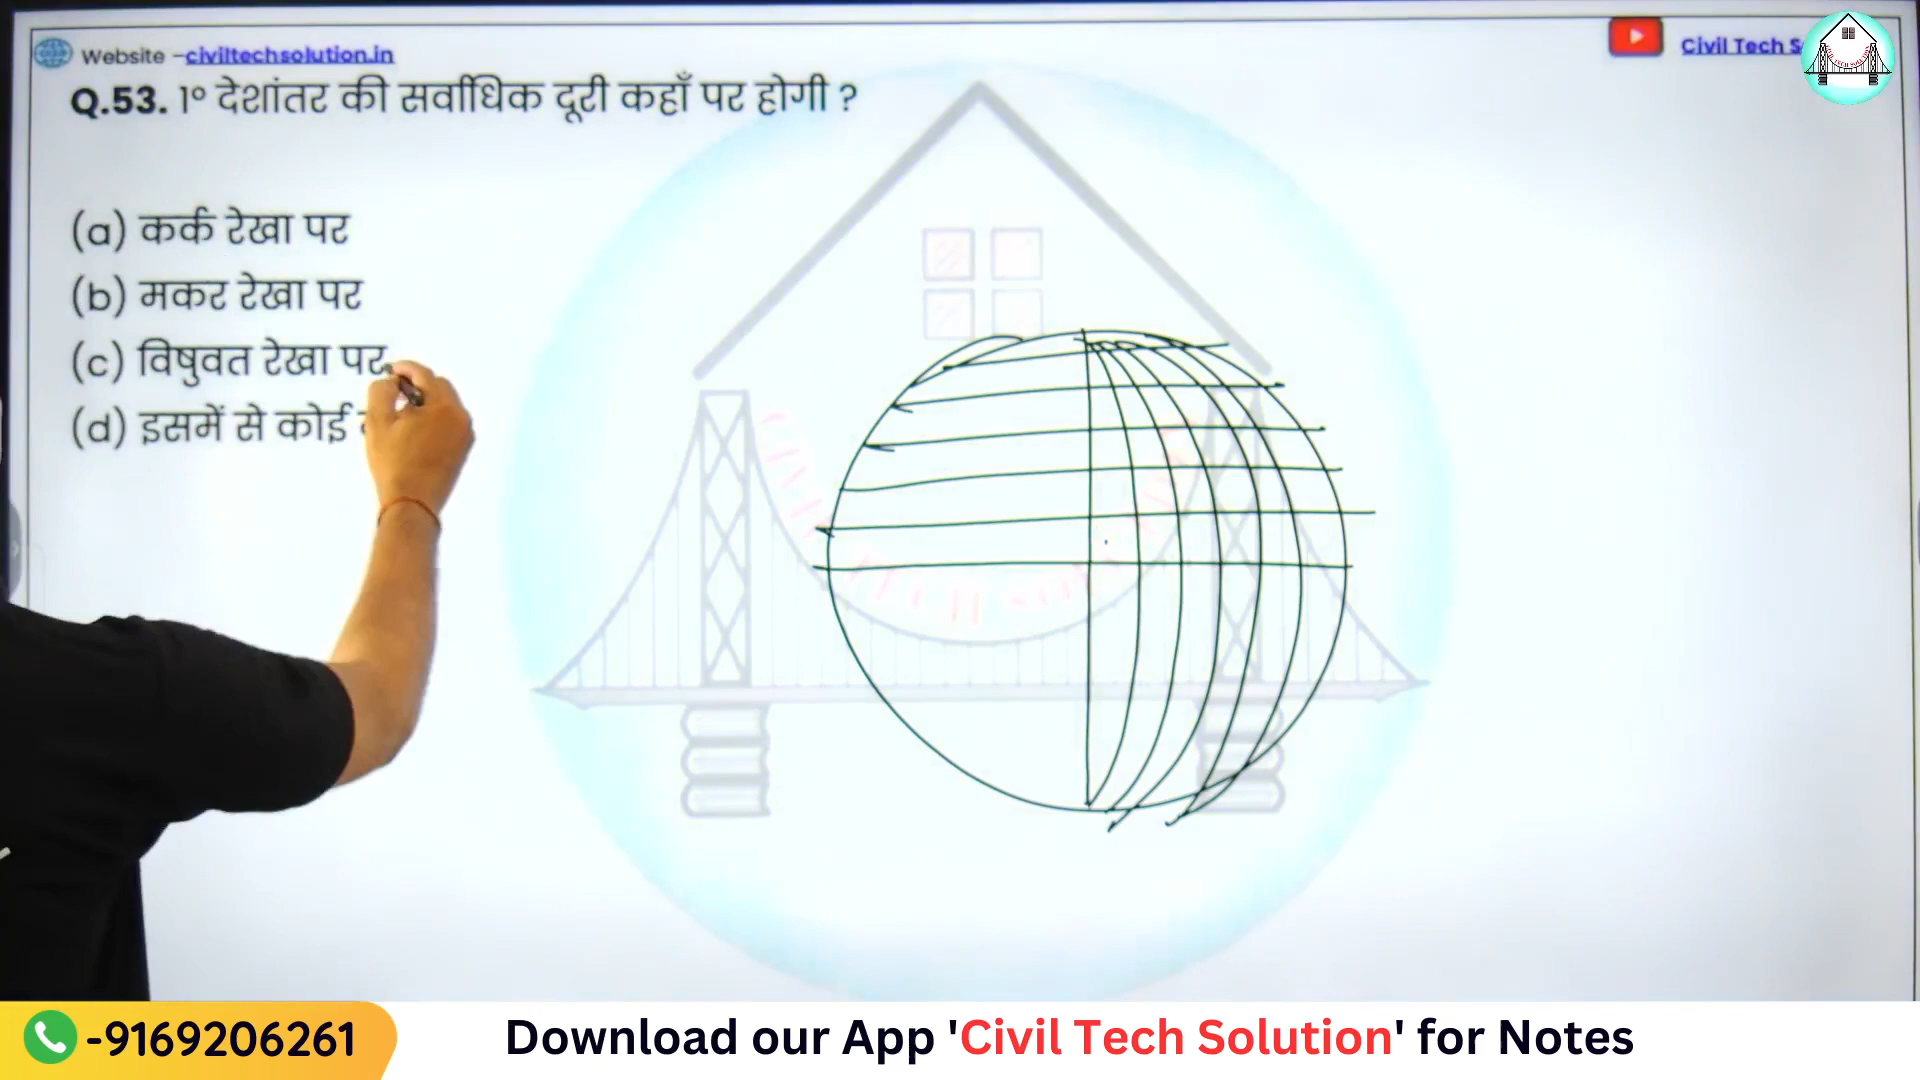 Website –civiltechsolution.in
Civil Tech S
Q.53. 1° देशांतर की सर्वाधिक दूरी कहाँ पर होगी ?
(a) कर्क रेखा पर
(b) मकर रेखा पर
(c) विषुवत रेखा पर
(d) इसमें से कोई
-9169206261
Download our App 'Civil Tech Solution' for Notes